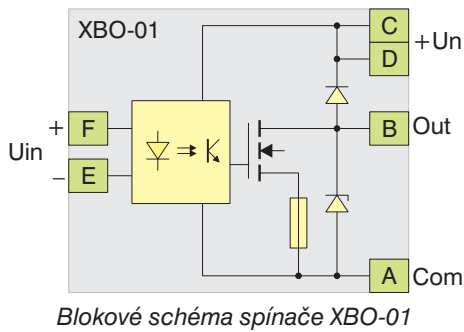 XBO-01
C
+Un
D
+ F
B Out
Uin
– E
A Com
Blokové schéma spínače XBO-01